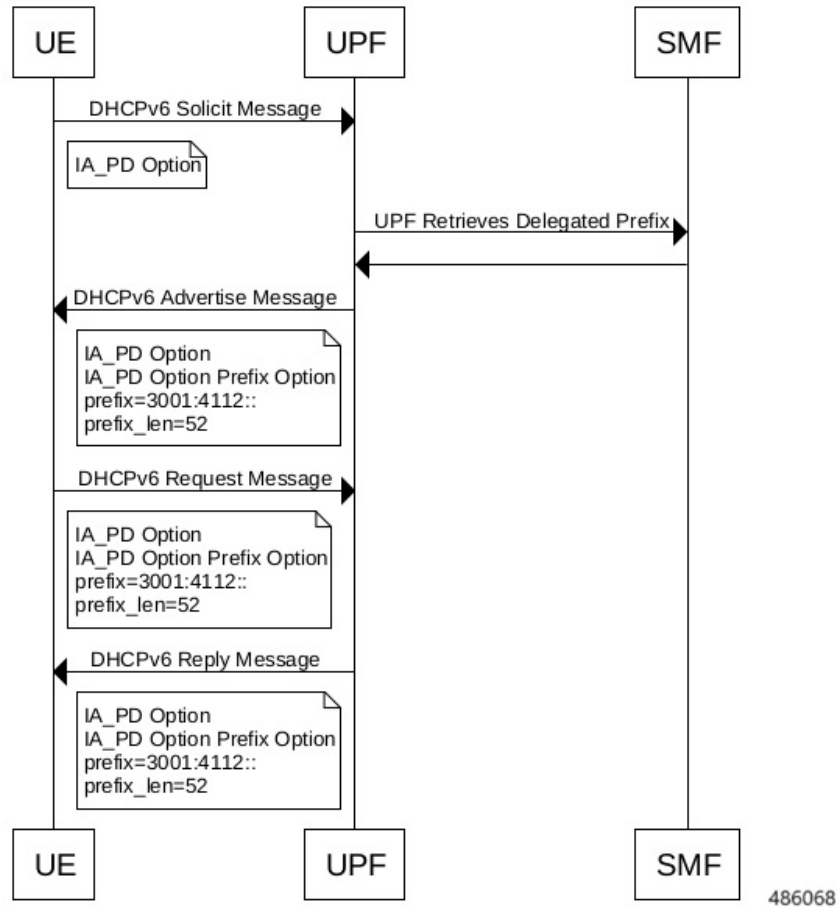 UE
UPF
SMF
DHCPv6 Solicit Message
IA_PD Option
UPF Retrieves Delegated Prefix
DHCPv6 Advertise Message
IA_PD Option
IA_PD Option Prefix Option
prefix=3001:4112::
prefix_len=52
DHCPv6 Request Message
IA_PD Option
IA_PD Option Prefix Option
prefix=3001:4112::
prefix_len=52
DHCPv6 Reply Message
IA_PD Option
IA_PD Option Prefix Option
prefix=3001:4112::
prefix_len=52
UE
UPF
SMF
486068